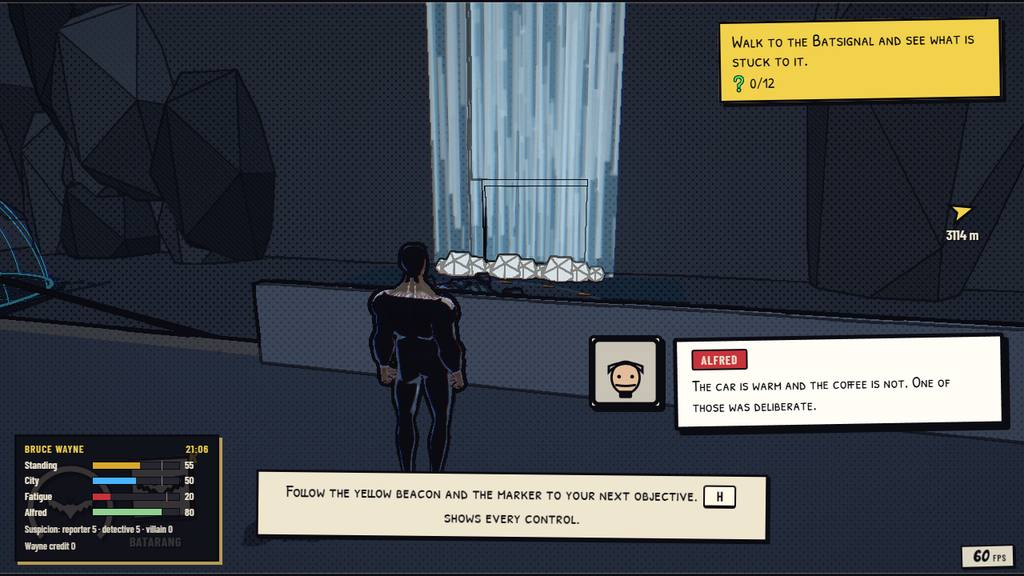 Walk to the Batsignal and see what is
stuck to it.
? 0/12
3114 m
ALFRED
The car is warm and the coffee is not. One of
those was deliberate.
BRUCE WAYNE 21:06
Standing 55
City 50
Fatigue 20
Alfred 80
Suspicion: reporter 5 · detective 5 · villain 0
Wayne credit 0
BATARANG
Follow the yellow beacon and the marker to your next objective. H
shows every control.
60 FPS